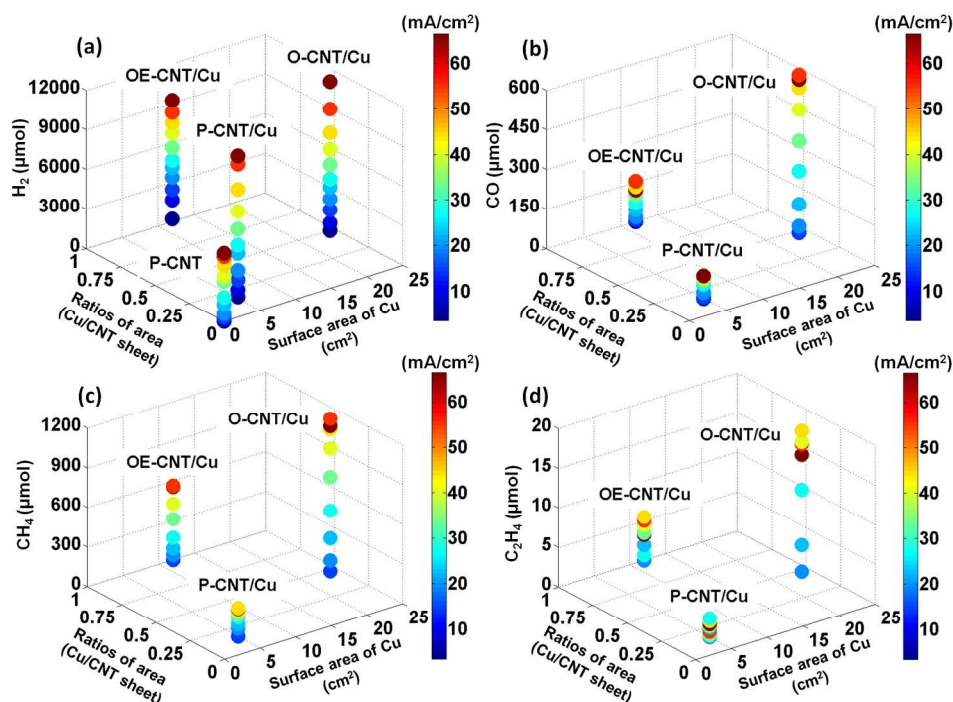 (mA/cm²)
(a)
OE-CNT/Cu
O-CNT/Cu
P-CNT/Cu
P-CNT
H₂ (µmol)
12000
9000
6000
3000
0
1
0.75
0.5
0.25
0
Ratios of area
(Cu/CNT sheet)
0
5
10
15
20
25
Surface area of Cu
(cm²)
60
50
40
30
20
10
(mA/cm²)
(b)
O-CNT/Cu
OE-CNT/Cu
P-CNT/Cu
CO (µmol)
600
450
300
150
0
1
0.75
0.5
0.25
0
Ratios of area
(Cu/CNT sheet)
0
5
10
15
20
25
Surface area of Cu
(cm²)
60
50
40
30
20
10
(mA/cm²)
(c)
O-CNT/Cu
OE-CNT/Cu
P-CNT/Cu
CH₄ (µmol)
1200
900
600
300
0
1
0.75
0.5
0.25
0
Ratios of area
(Cu/CNT sheet)
0
5
10
15
20
25
Surface area of Cu
(cm²)
60
50
40
30
20
10
(mA/cm²)
(d)
O-CNT/Cu
OE-CNT/Cu
P-CNT/Cu
C₂H₄ (µmol)
20
15
10
5
0
1
0.75
0.5
0.25
0
Ratios of area
(Cu/CNT sheet)
0
5
10
15
20
25
Surface area of Cu
(cm²)
60
50
40
30
20
10